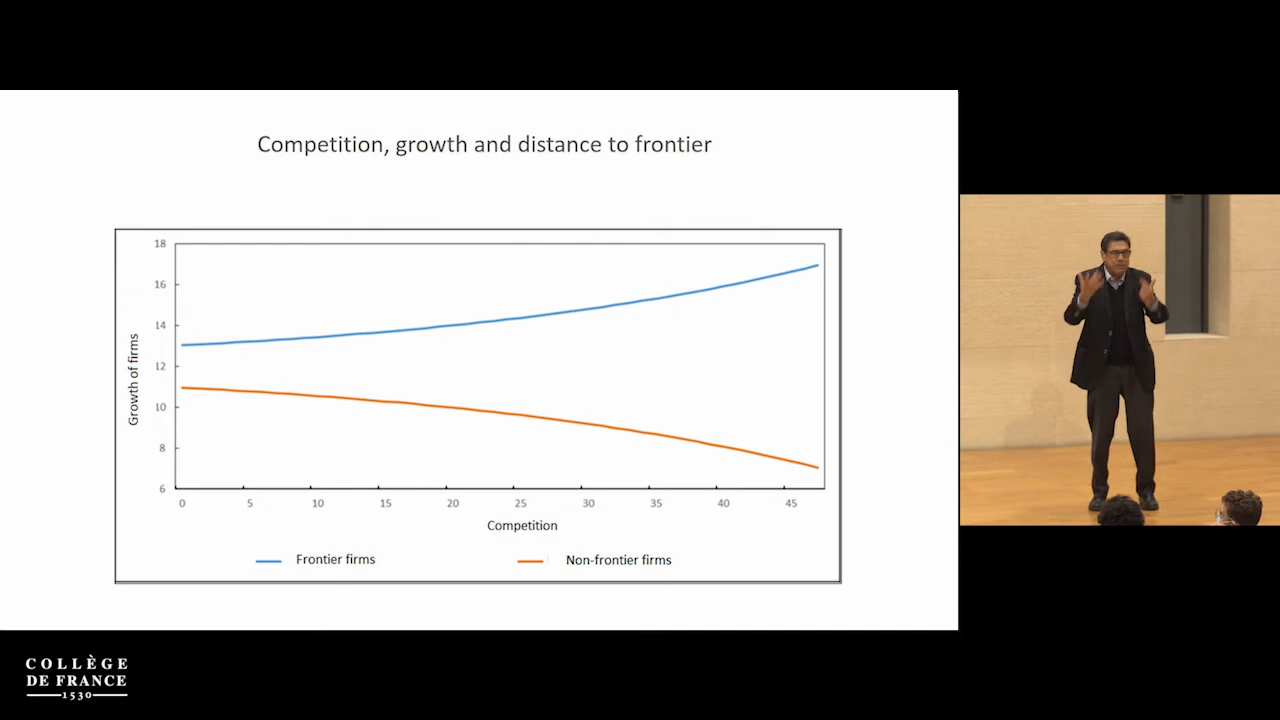 Competition, growth and distance to frontier
18
16
14
12
10
8
6
Growth of firms
0 5 10 15 20 25 30 35 40 45
Competition
Frontier firms Non-frontier firms
COLLÈGE
DE FRANCE
1530